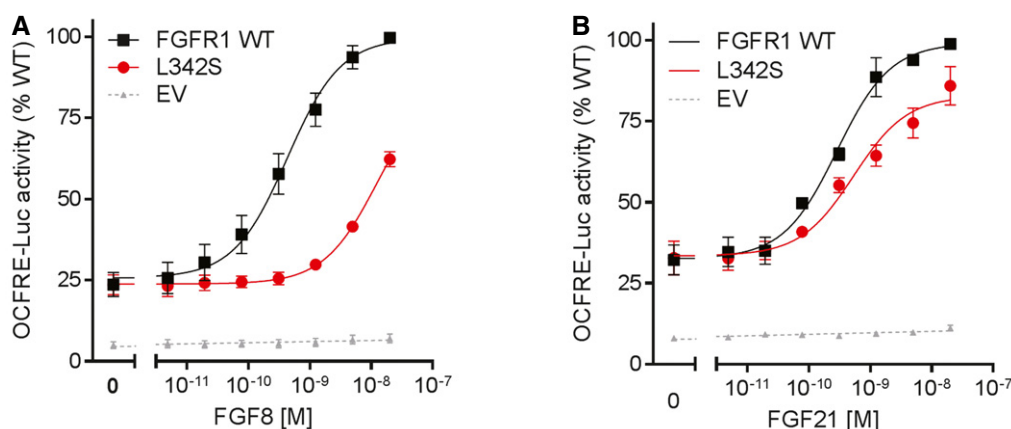 A
OCFRE-Luc activity (% WT)
100
75
50
25
0
FGFR1 WT
L342S
EV
0
10⁻¹¹
10⁻¹⁰
10⁻⁹
10⁻⁸
10⁻⁷
FGF8 [M]
B
OCFRE-Luc activity (% WT)
100
75
50
25
0
FGFR1 WT
L342S
EV
0
10⁻¹¹
10⁻¹⁰
10⁻⁹
10⁻⁸
10⁻⁷
FGF21 [M]